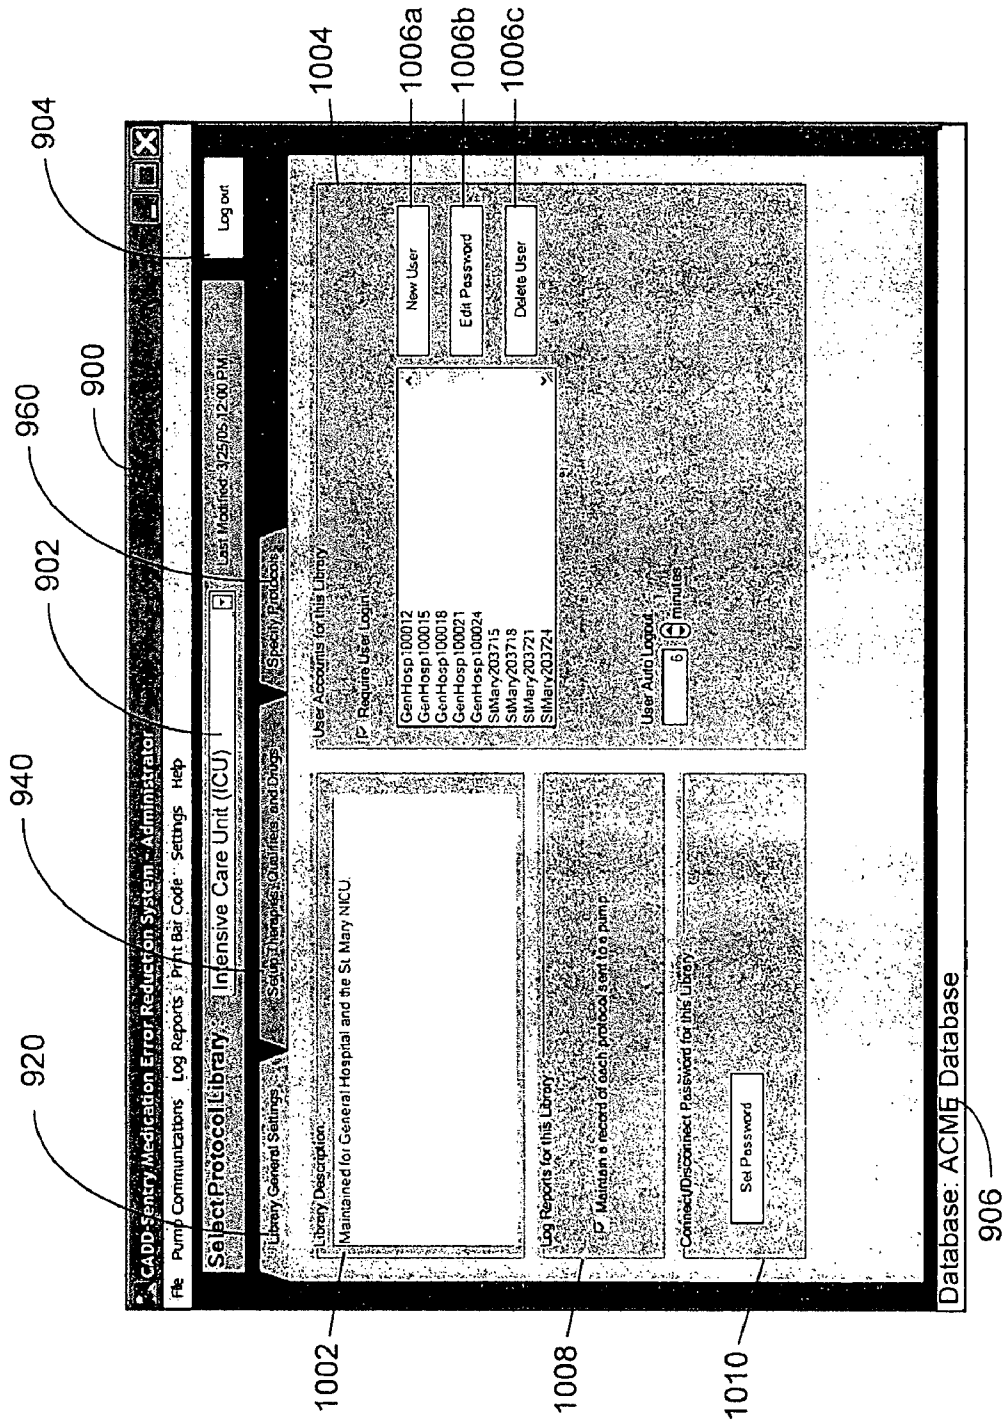 920
940
902
960
900
904
CADD-Sentry Medication Error Reduction System - Administrator
File Pump Communications Log Reports Print Bar Code Settings Help
Select Protocol Library
Intensive Care Unit (ICU)
Last Modified: 3/25/05 12:00 PM
Log out
Library General Settings
Setup Therapies, Qualifiers, and Drugs
Specify Protocols
Library Description
Maintained for General Hospital and the St. Mary NICU.
Log Reports for this Library
Maintain a record of each protocol sent to a pump
Connect/Disconnect Password for this Library
Set Password
User Accounts for this Library
Require User Login
GenHosp100012
GenHosp100015
GenHosp100018
GenHosp100021
GenHosp100024
StMary203715
StMary203718
StMary203721
StMary203724
New User
Edit Password
Delete User
User Auto Logout
6 minutes
Database: ACME Database
1002
1008
1010
1004
1006a
1006b
1006c
906